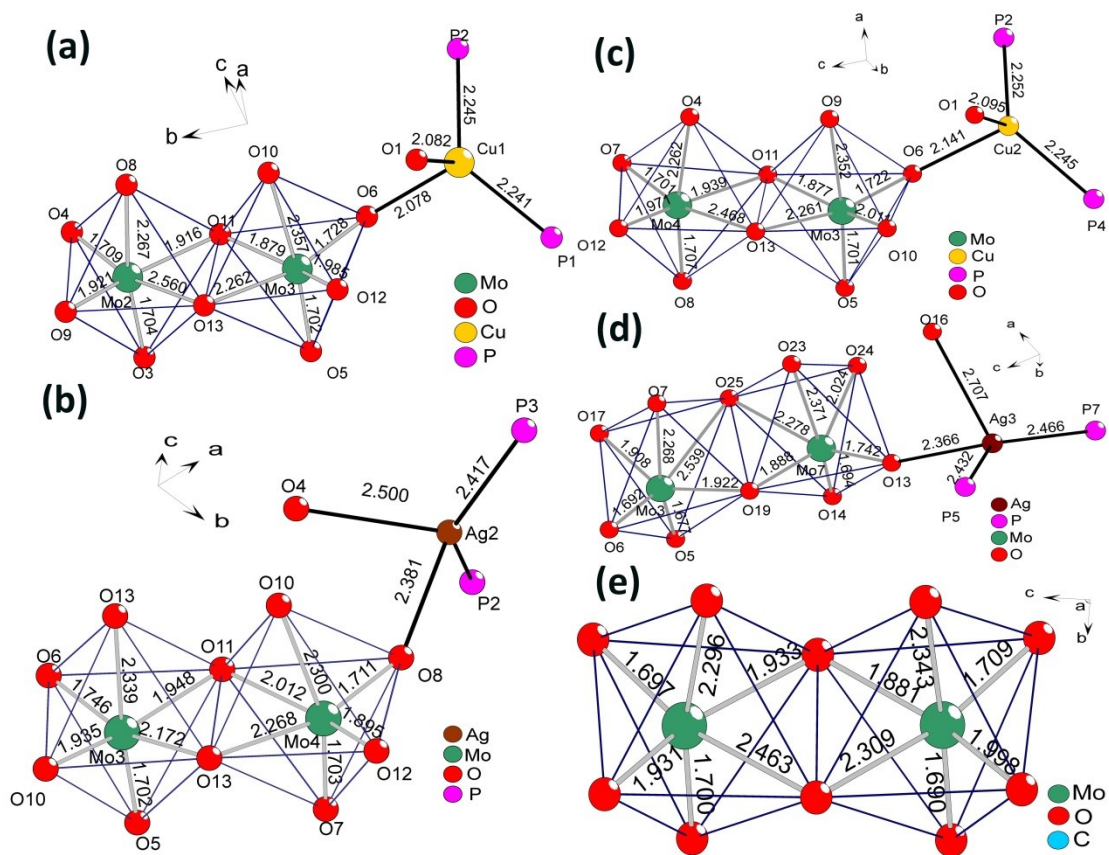 (a)
c
a
b
P2
2.245
O1
2.082
Cu1
O10
O8
O6
2.078
2.241
P1
O4
O11
1.709
2.267
1.916
1.879
2.357
1.728
1.985
O12
1.921
Mo2
2.560
2.262
Mo3
1.704
O13
1.702
O9
O3
O5
Mo
O
Cu
P
(b)
c
a
b
P3
2.417
O4
2.500
Ag2
P2
2.381
O13
O10
O6
O11
O8
1.746
2.339
1.948
2.012
2.300
1.711
1.935
Mo3
2.172
2.268
Mo4
1.895
O12
O10
1.702
O13
1.703
O5
O7
Ag
Mo
O
P
(c)
a
c
b
P2
2.252
O1
2.095
Cu2
O4
O9
O6
2.141
2.245
P4
O7
O11
1.701
2.262
1.939
1.877
2.352
1.722
1.971
Mo4
2.468
2.261
Mo3
2.011
O10
O12
1.707
O13
1.701
O8
O5
Mo
Cu
P
O
(d)
O16
a
c
b
2.707
P7
Ag3
2.466
2.432
P5
2.366
O23
O24
O7
O25
O17
2.371
2.024
2.278
1.742
O13
1.908
2.268
2.539
1.888
Mo7
1.694
1.692
Mo3
1.922
O19
O14
1.677
O6
O5
Ag
P
Mo
O
(e)
c
a
b
1.697
2.296
1.933
1.881
2.343
1.709
1.931
1.700
2.463
2.309
1.690
1.998
Mo
O
C